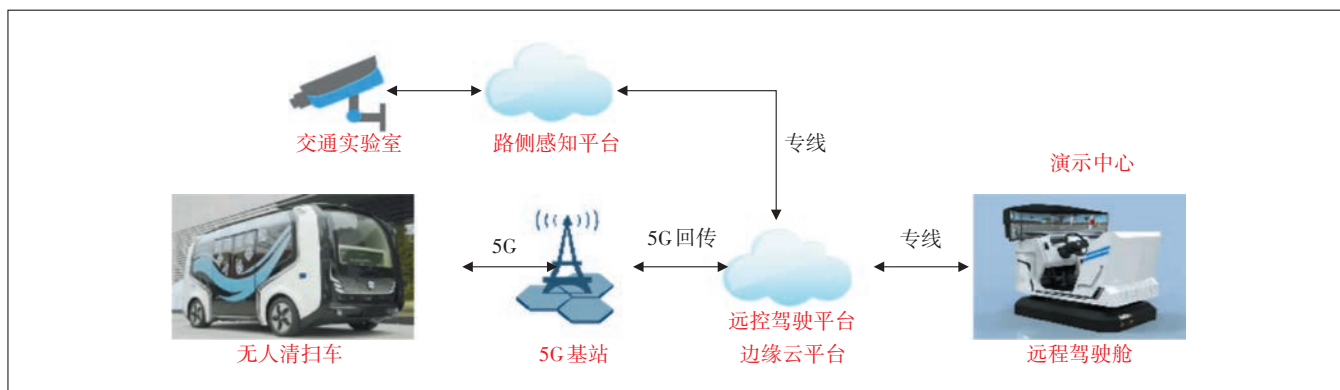 交通实验室
路侧感知平台
专线
演示中心
5G
5G回传
专线
远控驾驶平台
边缘云平台
无人清扫车
5G基站
远程驾驶舱